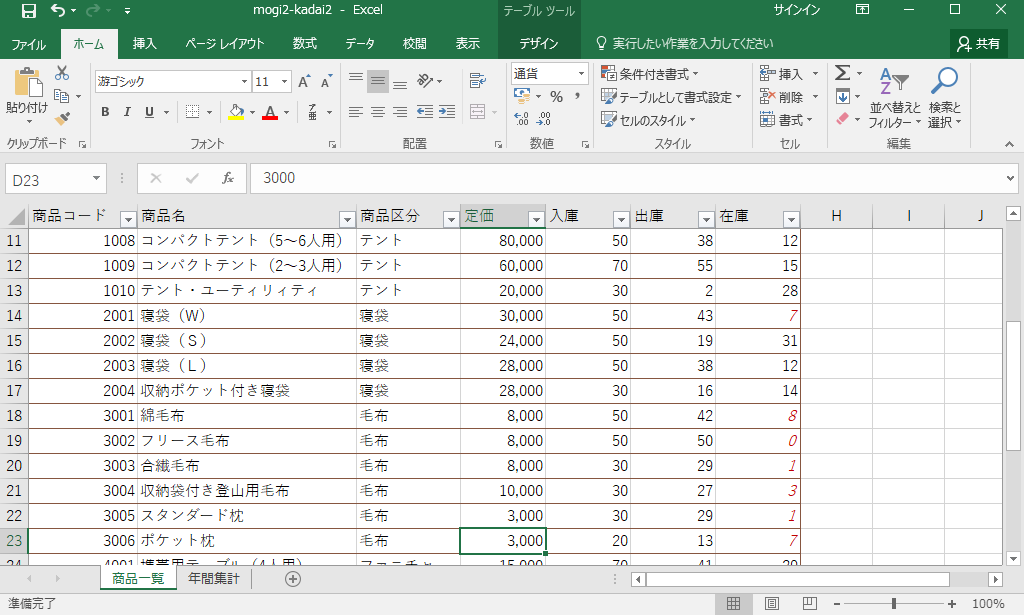 mogi2-kadai2 - Excel
テーブル ツール
サインイン
ファイル ホーム 挿入 ページ レイアウト 数式 データ 校閲 表示 デザイン 実行したい作業を入力してください 共有
貼り付け
クリップボード
游ゴシック 11 A A
B I U A
フォント
配置
通貨
% ,
数値
条件付き書式
テーブルとして書式設定
セルのスタイル
スタイル
挿入
削除
書式
セル
並べ替えと
フィルター
検索と
選択
編集
D23 fx 3000
商品コード 商品名 商品区分 定価 入庫 出庫 在庫 H I J
11 1008 コンパクトテント（5～6人用） テント 80,000 50 38 12
12 1009 コンパクトテント（2～3人用） テント 60,000 70 55 15
13 1010 テント・ユーティリィティ テント 20,000 30 2 28
14 2001 寝袋（W） 寝袋 30,000 50 43 7
15 2002 寝袋（S） 寝袋 24,000 50 19 31
16 2003 寝袋（L） 寝袋 28,000 50 38 12
17 2004 収納ポケット付き寝袋 寝袋 28,000 30 16 14
18 3001 綿毛布 毛布 8,000 50 42 8
19 3002 フリース毛布 毛布 8,000 50 50 0
20 3003 合繊毛布 毛布 8,000 30 29 1
21 3004 収納袋付き登山用毛布 毛布 10,000 30 27 3
22 3005 スタンダード枕 毛布 3,000 30 29 1
23 3006 ポケット枕 毛布 3,000 20 13 7
24 4001 携帯用テーブル（4人用） ファニチャ 15,000 70 41 29
商品一覧 年間集計
準備完了 100%